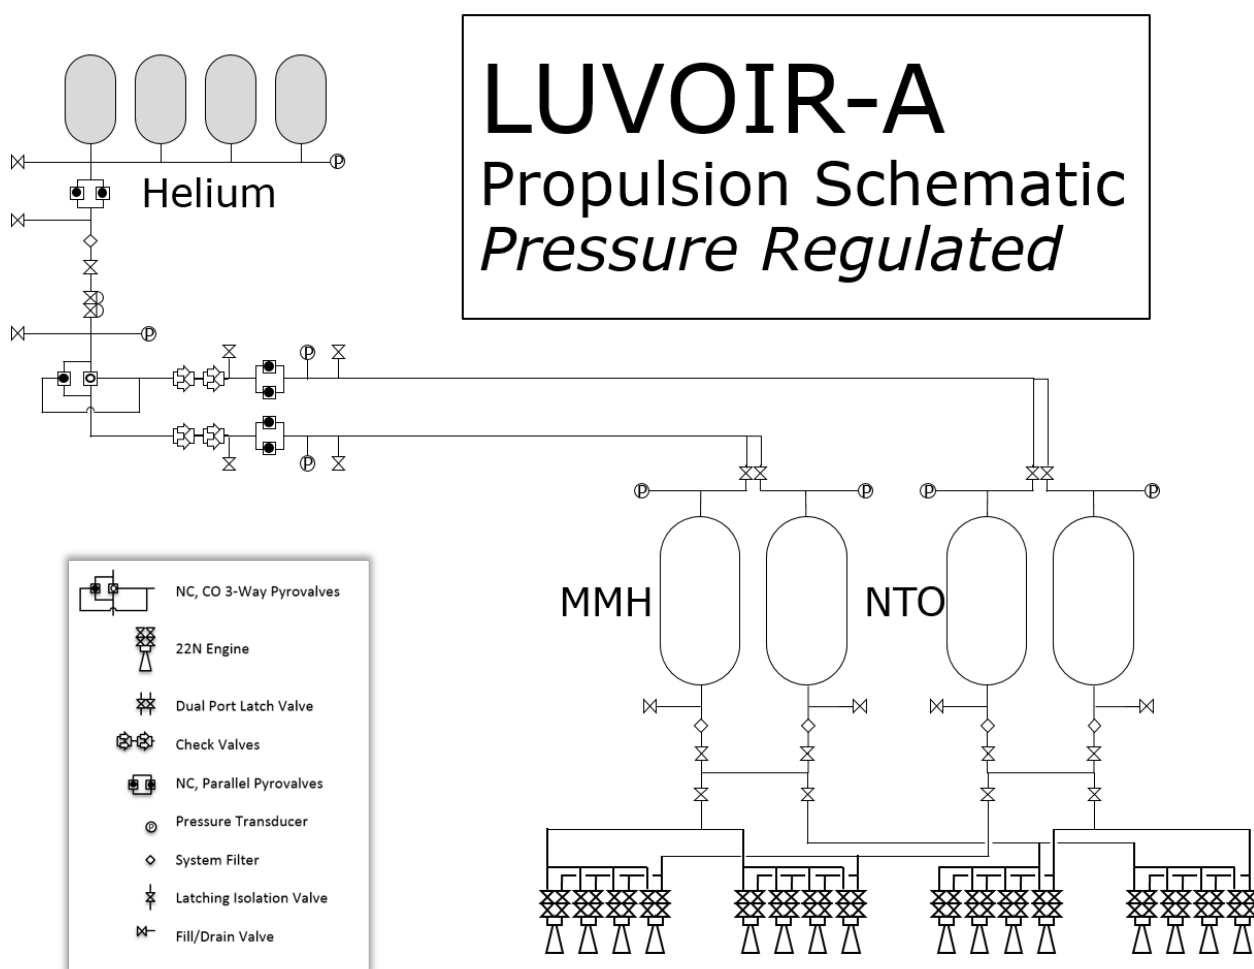 LUVOIR-A
Propulsion Schematic
Pressure Regulated
Helium
P
P
P
P
P
P
P
P
MMH
NTO
NC, CO 3-Way Pyrovalves
22N Engine
Dual Port Latch Valve
Check Valves
NC, Parallel Pyrovalves
P
Pressure Transducer
System Filter
Latching Isolation Valve
Fill/Drain Valve